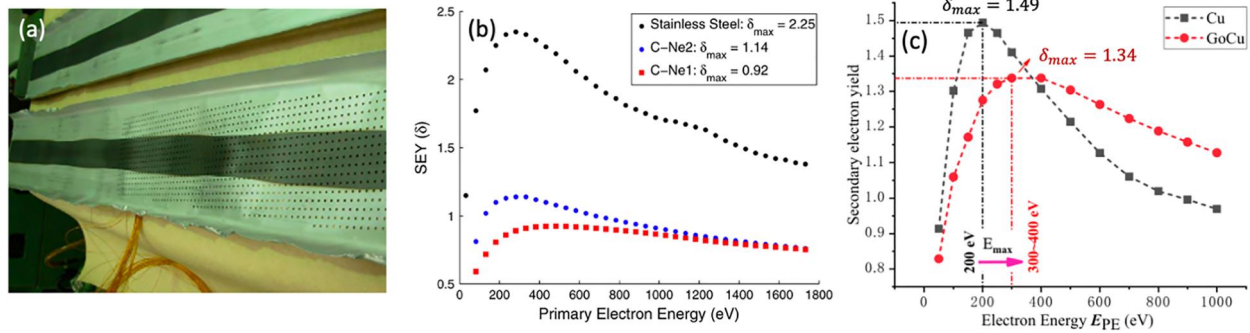 (a)
(b)
Stainless Steel: δmax = 2.25
C−Ne2: δmax = 1.14
C−Ne1: δmax = 0.92
SEY (δ)
2.5
2
1.5
1
0.5
0 200 400 600 800 1000 1200 1400 1600 1800
Primary Electron Energy (eV)
(c)
δmax = 1.49
Cu
GoCu
δmax = 1.34
Secondary electron yield
1.5
1.4
1.3
1.2
1.1
1.0
0.9
0.8
200 eV
Emax
300~400 eV
0 200 400 600 800 1000
Electron Energy EPE (eV)